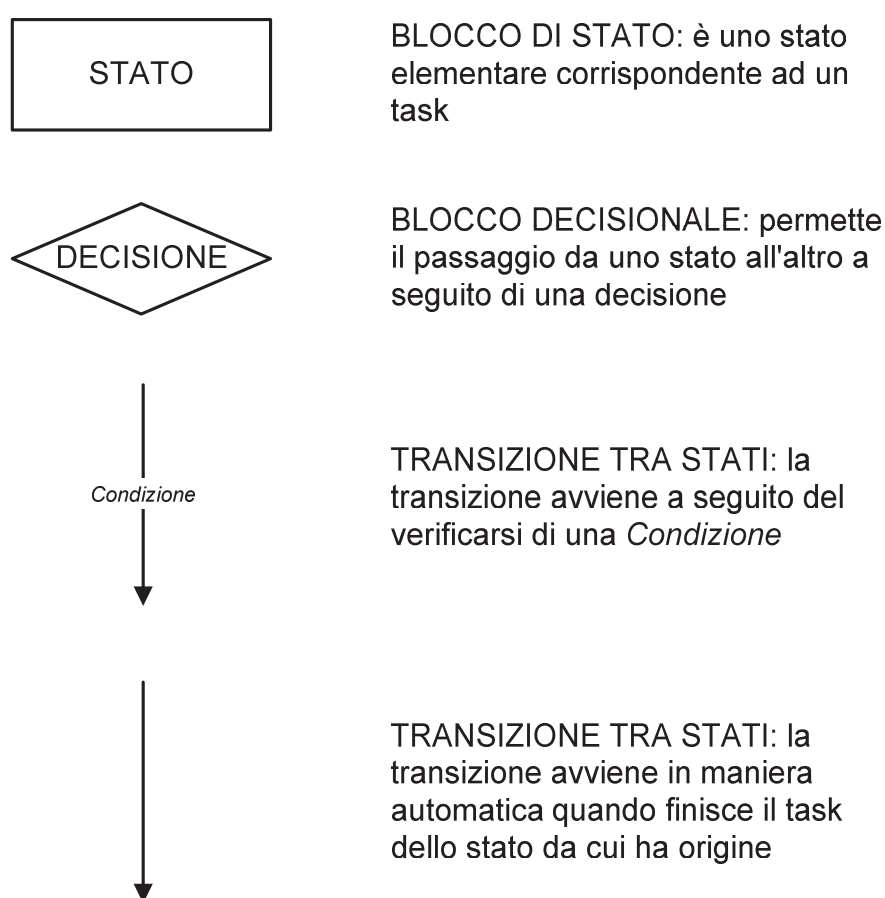 STATO
BLOCCO DI STATO: è uno stato
elementare corrispondente ad un
task
DECISIONE
BLOCCO DECISIONALE: permette
il passaggio da uno stato all'altro a
seguito di una decisione
Condizione
TRANSIZIONE TRA STATI: la
transizione avviene a seguito del
verificarsi di una Condizione
TRANSIZIONE TRA STATI: la
transizione avviene in maniera
automatica quando finisce il task
dello stato da cui ha origine